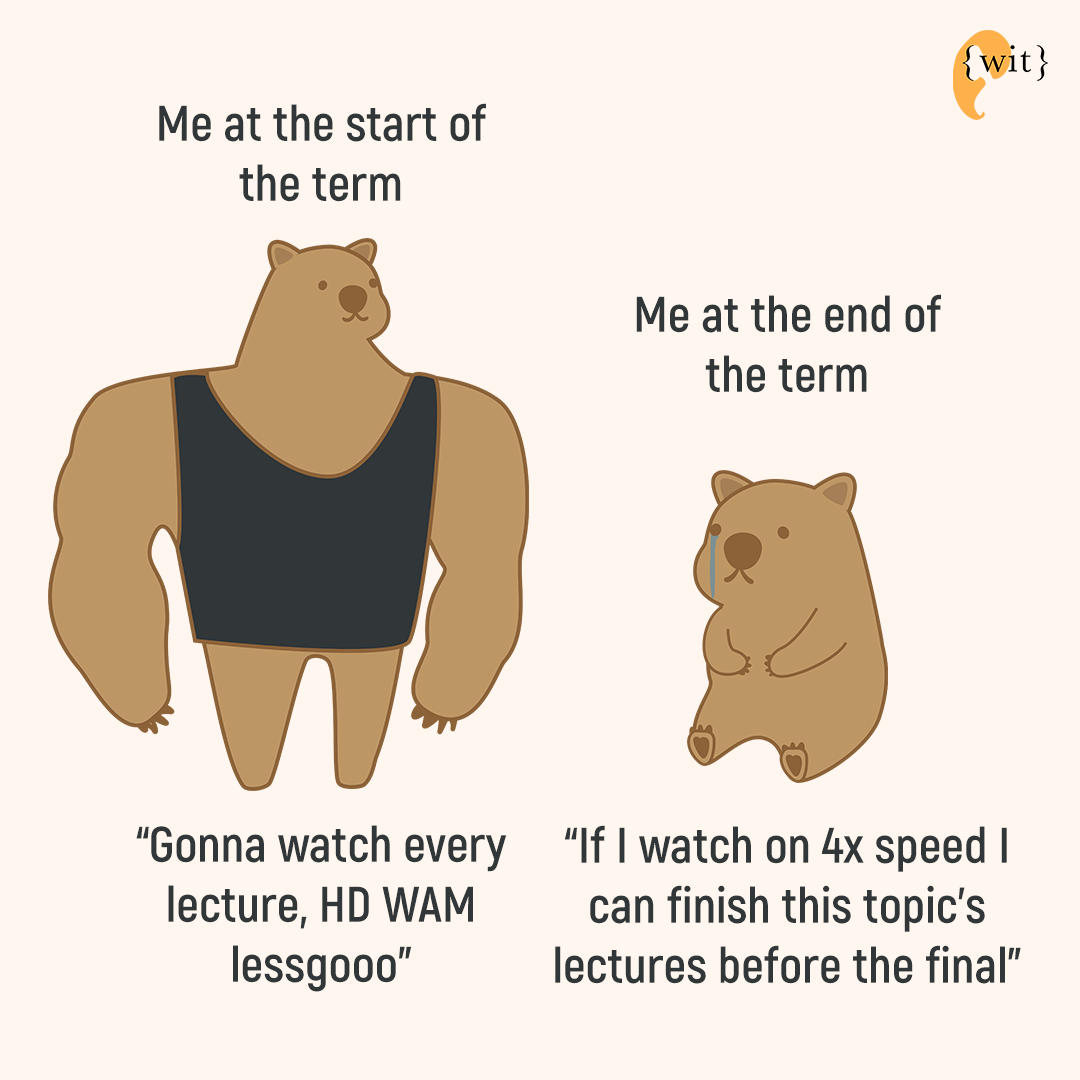 {wit}
Me at the start of
the term
Me at the end of
the term
“Gonna watch every
lecture, HD WAM
lessgooo”
“If I watch on 4x speed I
can finish this topic’s
lectures before the final”